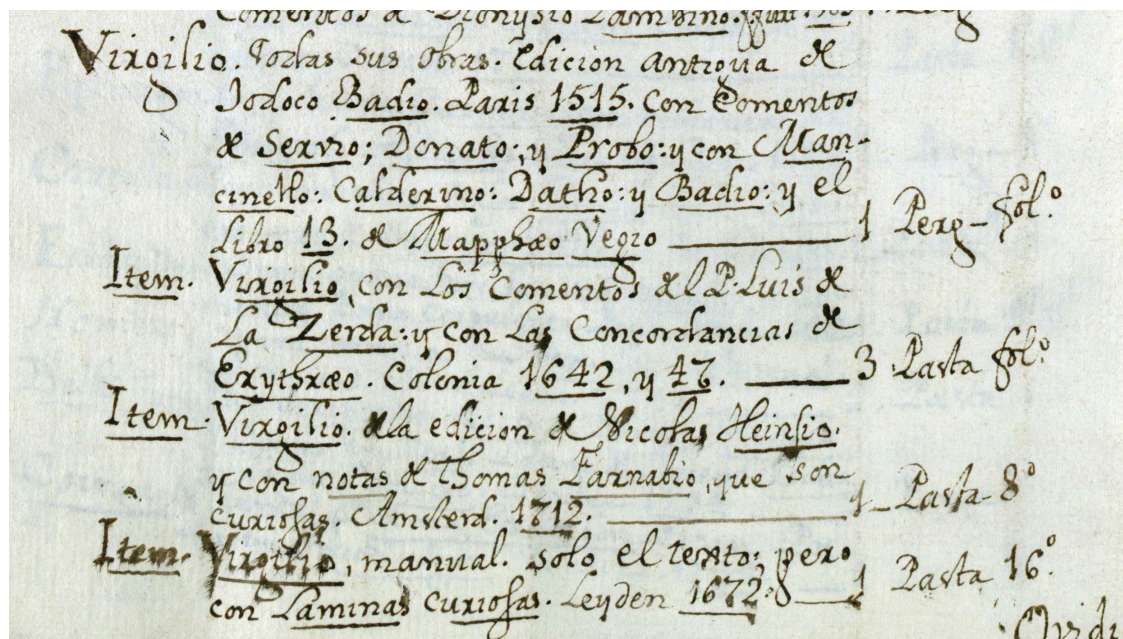 Comentos de Dionysio Lambino.
Virgilio. Todas sus obras. Edicion antigua de
Jodoco Badio. Paris 1515. con Comentos
de Servio; Donato:, y Probo: y con Man-
cinello: Calderino: Datho: y Badio: y el
Libro 13. de Mapphæo Vegio — 1 Perg - fol.º
Item. Virgilio, con los Comentos del P. Luis de
La Zerda: y con las Concordancias de
Erythræo. Colonia 1642, y 47. — 3 Pasta fol.º
Item. Virgilio. de la edicion de Nicolas Heinsio.
y con notas de Thomas Farnabio, que son
curiosas. Amsterd. 1712. — 1 Pasta 8º
Item. Virgilio, manual. solo el texto; pero
con Laminas curiosas. Leyden 1672. — 1 Pasta 16º.